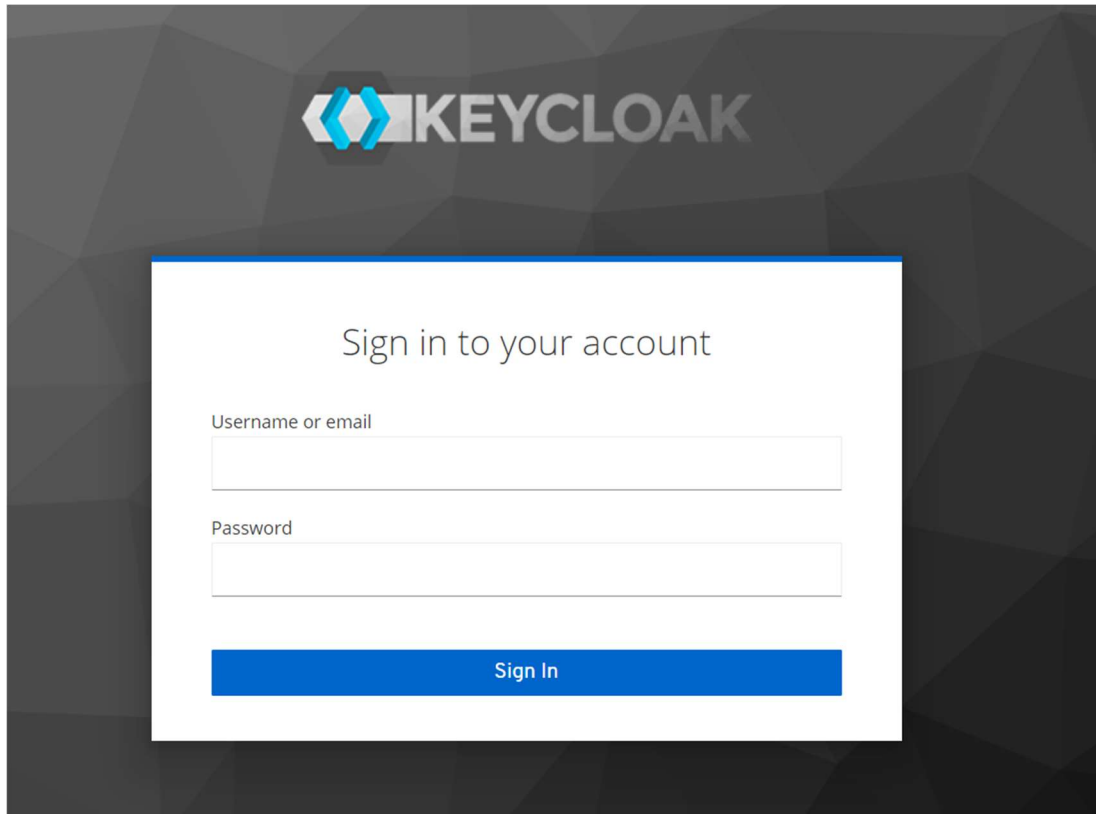 KEYCLOAK
Sign in to your account
Username or email
Password
Sign In